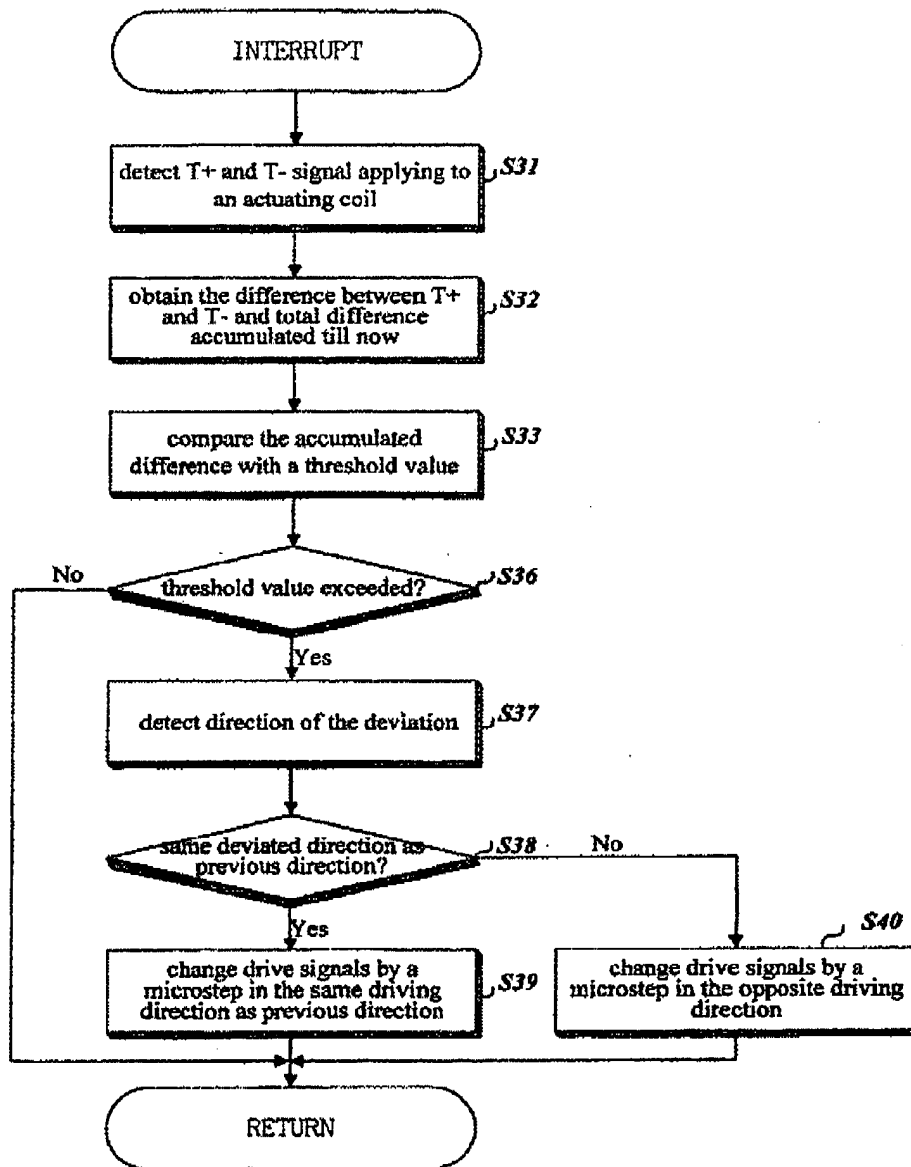 INTERRUPT
detect T+ and T- signal applying to
an actuating coil
S31
obtain the difference between T+
and T- and total difference
accumulated till now
S32
compare the accumulated
difference with a threshold value
S33
No
threshold value exceeded?
S36
Yes
detect direction of the deviation
S37
same deviated direction as
previous direction?
S38
No
Yes
change drive signals by a
microstep in the same driving
direction as previous direction
S39
S40
change drive signals by a
microstep in the opposite driving
direction
RETURN